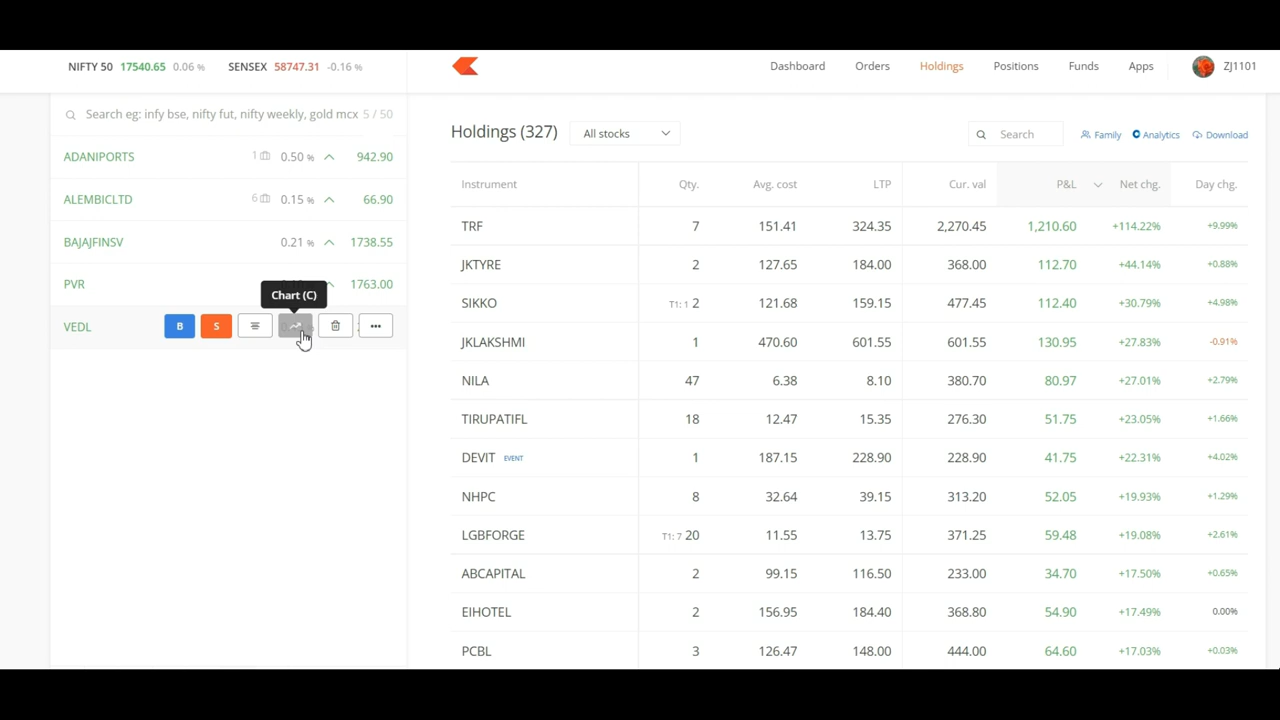 NIFTY 50 17540.65 0.06 % SENSEX 58747.31 -0.16 %
Dashboard Orders Holdings Positions Funds Apps ZJ1101
Search eg: infy bse, nifty fut, nifty weekly, gold mcx 5 / 50
ADANIPORTS 1 0.50 % 942.90
ALEMBICLTD 6 0.15 % 66.90
BAJAJFINSV 0.21 % 1738.55
PVR 1763.00
Chart (C)
VEDL B S
Holdings (327) All stocks Search Family Analytics Download
Instrument Qty. Avg. cost LTP Cur. val P&L Net chg. Day chg.
TRF 7 151.41 324.35 2,270.45 1,210.60 +114.22% +9.99%
JKTYRE 2 127.65 184.00 368.00 112.70 +44.14% +0.88%
SIKKO T1: 1 2 121.68 159.15 477.45 112.40 +30.79% +4.98%
JKLAKSHMI 1 470.60 601.55 601.55 130.95 +27.83% -0.91%
NILA 47 6.38 8.10 380.70 80.97 +27.01% +2.79%
TIRUPATIFL 18 12.47 15.35 276.30 51.75 +23.05% +1.66%
DEVIT EVENT 1 187.15 228.90 228.90 41.75 +22.31% +4.02%
NHPC 8 32.64 39.15 313.20 52.05 +19.93% +1.29%
LGBFORGE T1: 7 20 11.55 13.75 371.25 59.48 +19.08% +2.61%
ABCAPITAL 2 99.15 116.50 233.00 34.70 +17.50% +0.65%
EIHOTEL 2 156.95 184.40 368.80 54.90 +17.49% 0.00%
PCBL 3 126.47 148.00 444.00 64.60 +17.03% +0.03%